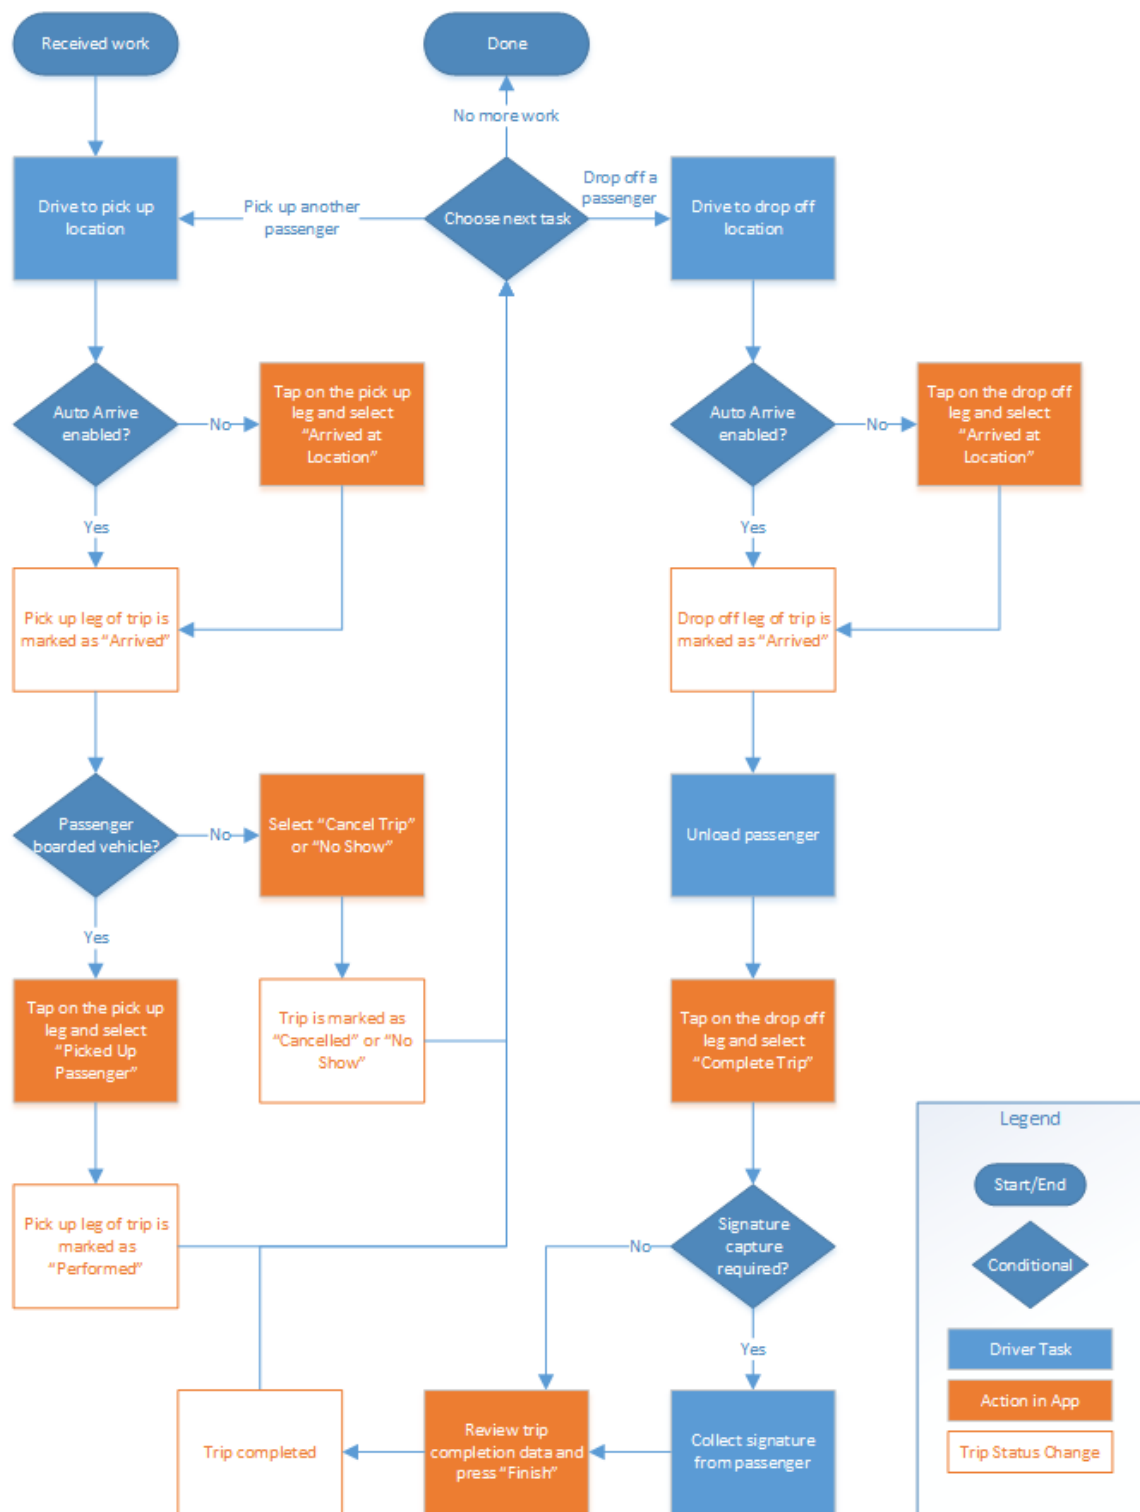 Received work
Done
No more work
Drive to pick up
location
Pick up another
passenger
Choose next task
Drop off a
passenger
Drive to drop off
location
Auto Arrive
enabled?
No
Tap on the pick up
leg and select
“Arrived at
Location”
Auto Arrive
enabled?
No
Tap on the drop off
leg and select
“Arrived at
Location”
Yes
Yes
Pick up leg of trip is
marked as “Arrived”
Drop off leg of trip is
marked as “Arrived”
Passenger
boarded vehicle?
No
Select “Cancel Trip”
or “No Show”
Unload passenger
Yes
Tap on the pick up
leg and select
“Picked Up
Passenger”
Trip is marked as
“Cancelled” or “No
Show”
Tap on the drop off
leg and select
“Complete Trip”
Pick up leg of trip is
marked as
“Performed”
No
Signature
capture
required?
Yes
Trip completed
Review trip
completion data and
press “Finish”
Collect signature
from passenger
Legend
Start/End
Conditional
Driver Task
Action in App
Trip Status Change